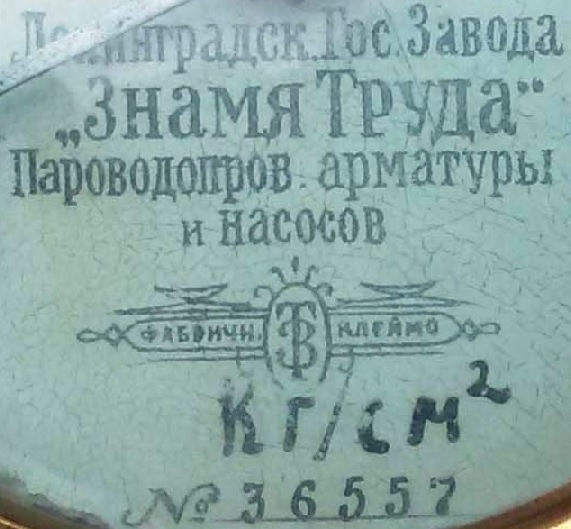 Ленинградск. Гос. Завода
„Знамя Труда“
Пароводопров. арматуры
и насосов
ФАБРИЧН. КЛЕЙМО
кг/см²
№ 36557